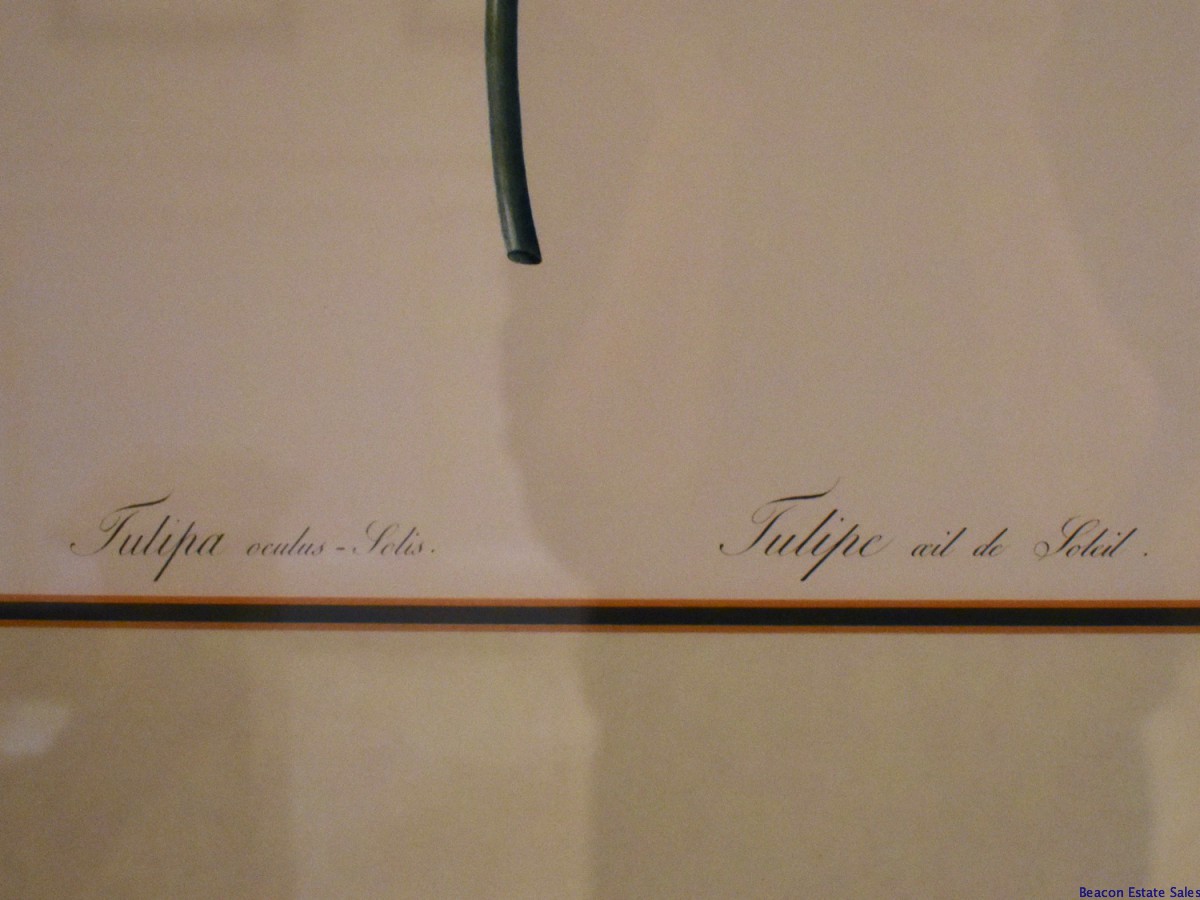 Tulipa oculus-Solis.
Tulipe œil de Soleil.
Beacon Estate Sales